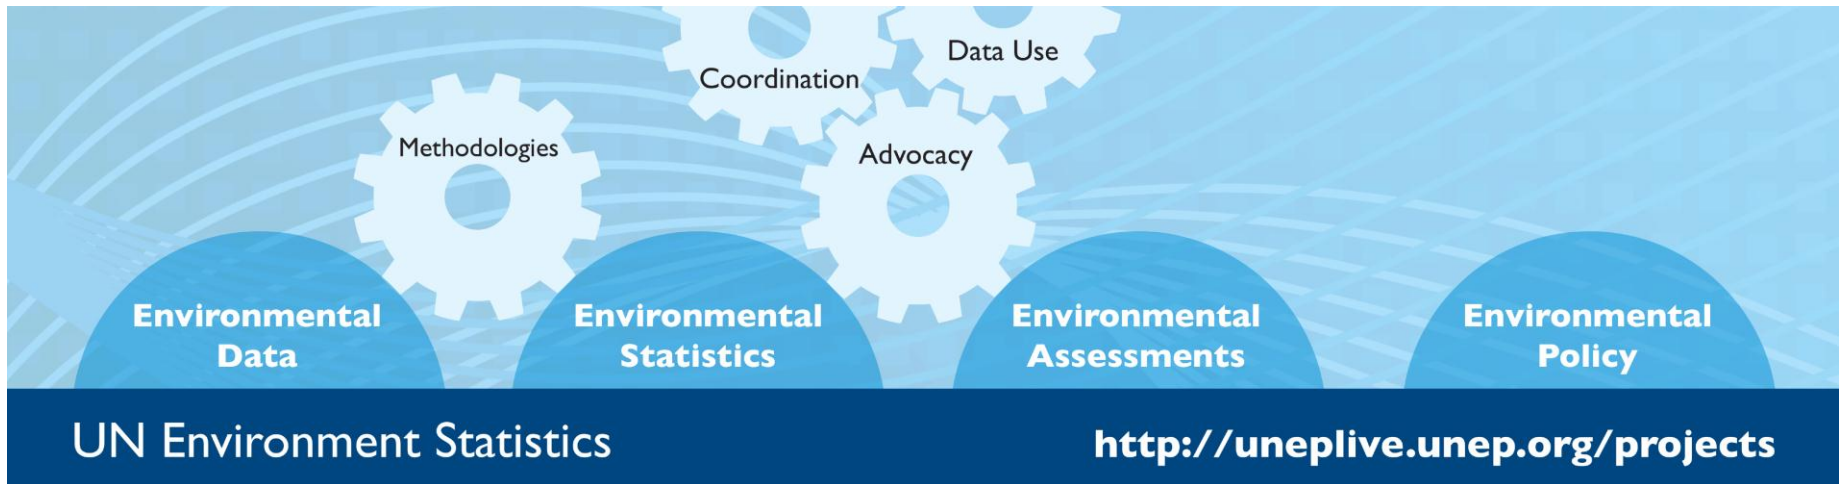 Data Use
Coordination
Methodologies
Advocacy
Environmental
Data
Environmental
Statistics
Environmental
Assessments
Environmental
Policy
UN Environment Statistics
http://uneplive.unep.org/projects